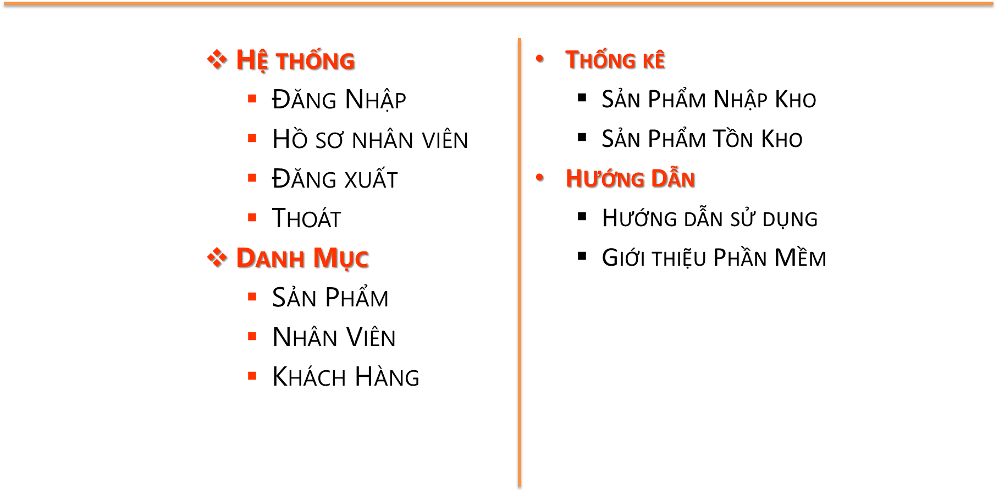 Hệ thống
Đăng Nhập
Hồ sơ nhân viên
Đăng xuất
Thoát
Danh Mục
Sản Phẩm
Nhân Viên
Khách Hàng
Thống kê
Sản Phẩm Nhập Kho
Sản Phẩm Tồn Kho
Hướng Dẫn
Hướng dẫn sử dụng
Giới thiệu Phần Mềm